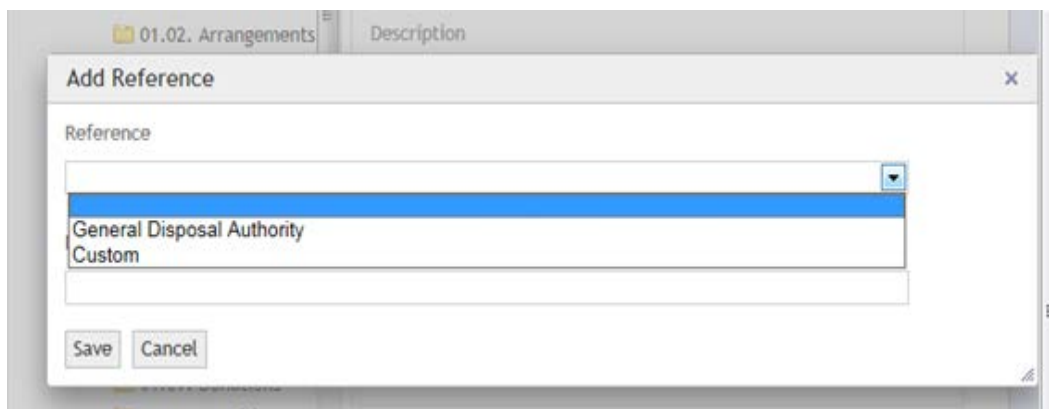 01.02. Arrangements
Description
Add Reference
×
Reference
General Disposal Authority
Custom
Save
Cancel